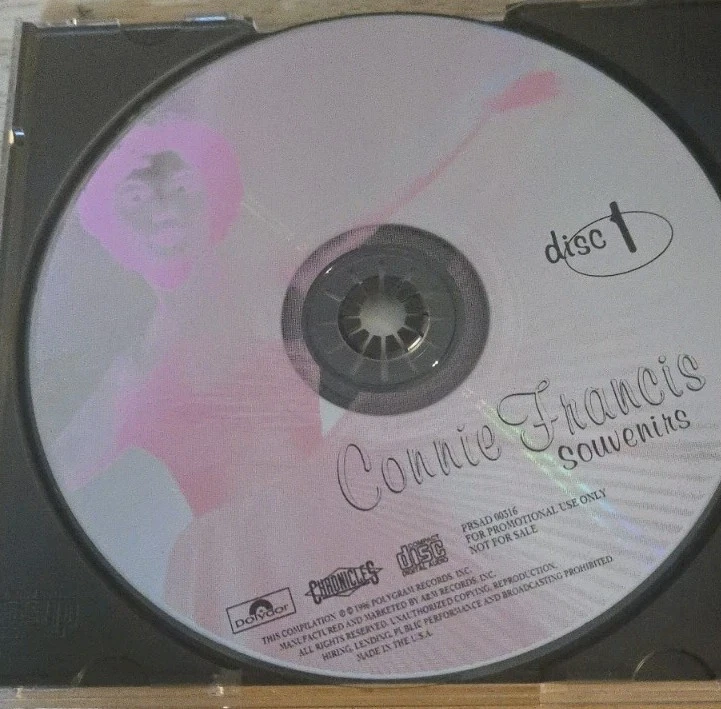 disc 1
Connie Francis
Souvenirs
PRSAD 00316
FOR PROMOTIONAL USE ONLY
NOT FOR SALE
COMPACT
disc
DIGITAL AUDIO
CHRONICLES
polydor
THIS COMPILATION ℗ © 1996 POLYGRAM RECORDS, INC.
MANUFACTURED AND MARKETED BY A&M RECORDS, INC.
ALL RIGHTS RESERVED. UNAUTHORIZED COPYING, REPRODUCTION,
HIRING, LENDING, PUBLIC PERFORMANCE AND BROADCASTING PROHIBITED
MADE IN THE U.S.A.